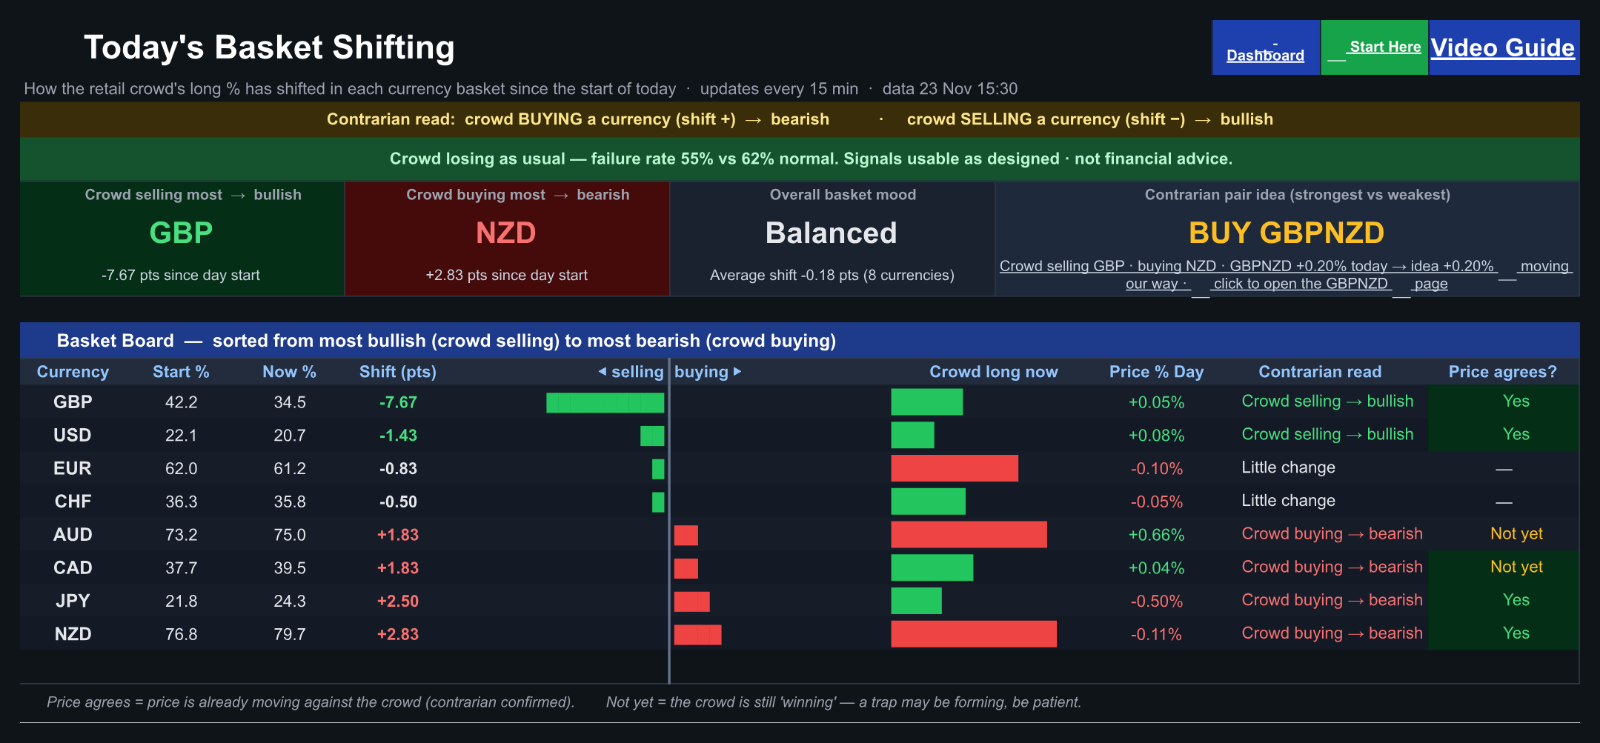 Today's Basket Shifting
Dashboard
Start Here
Video Guide
How the retail crowd's long % has shifted in each currency basket since the start of today · updates every 15 min · data 23 Nov 15:30
Contrarian read: crowd BUYING a currency (shift +) → bearish · crowd SELLING a currency (shift −) → bullish
Crowd losing as usual — failure rate 55% vs 62% normal. Signals usable as designed · not financial advice.
Crowd selling most → bullish
GBP
-7.67 pts since day start
Crowd buying most → bearish
NZD
+2.83 pts since day start
Overall basket mood
Balanced
Average shift -0.18 pts (8 currencies)
Contrarian pair idea (strongest vs weakest)
BUY GBPNZD
Crowd selling GBP · buying NZD · GBPNZD +0.20% today → idea +0.20% __ moving
our way · __ click to open the GBPNZD __ page
Basket Board — sorted from most bullish (crowd selling) to most bearish (crowd buying)
Currency Start % Now % Shift (pts) ◂ selling buying ▸ Crowd long now Price % Day Contrarian read Price agrees?
GBP 42.2 34.5 -7.67 +0.05% Crowd selling → bullish Yes
USD 22.1 20.7 -1.43 +0.08% Crowd selling → bullish Yes
EUR 62.0 61.2 -0.83 -0.10% Little change —
CHF 36.3 35.8 -0.50 -0.05% Little change —
AUD 73.2 75.0 +1.83 +0.66% Crowd buying → bearish Not yet
CAD 37.7 39.5 +1.83 +0.04% Crowd buying → bearish Not yet
JPY 21.8 24.3 +2.50 -0.50% Crowd buying → bearish Yes
NZD 76.8 79.7 +2.83 -0.11% Crowd buying → bearish Yes
Price agrees = price is already moving against the crowd (contrarian confirmed). Not yet = the crowd is still 'winning' — a trap may be forming, be patient.